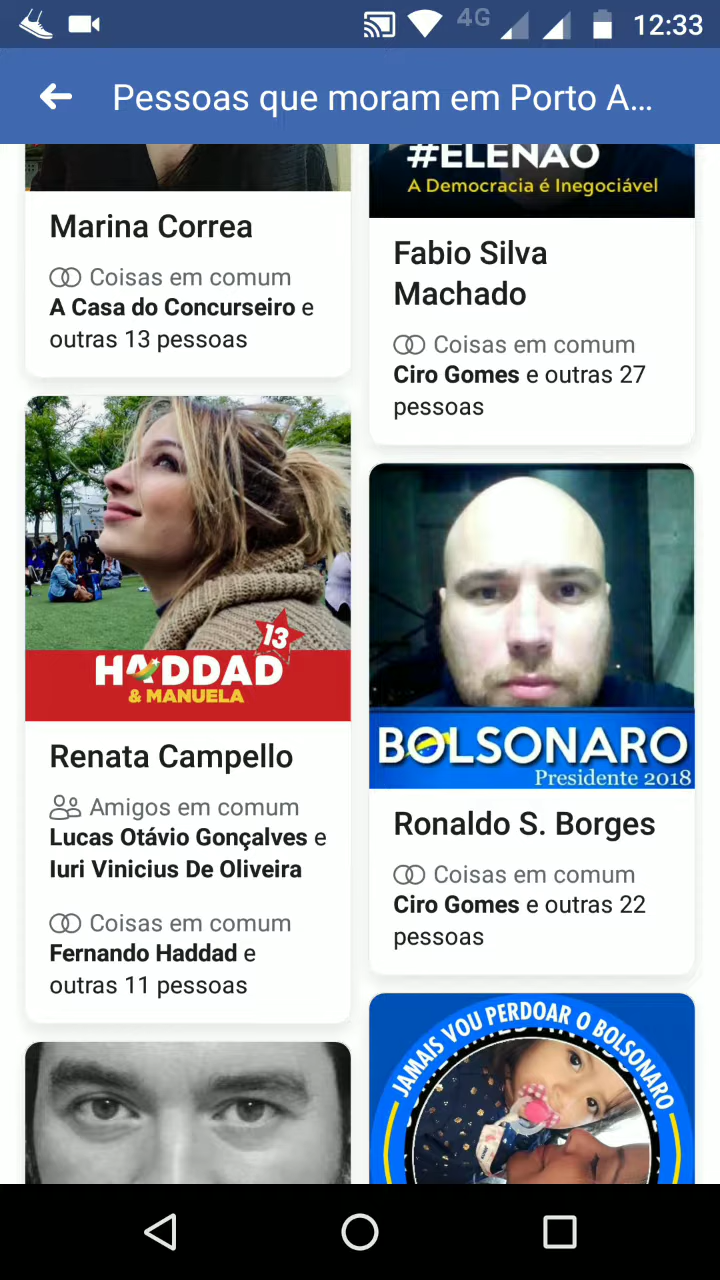 4G 12:33
Pessoas que moram em Porto A...
Marina Correa
Coisas em comum
A Casa do Concurseiro e
outras 13 pessoas
13
HADDAD
& MANUELA
Renata Campello
Amigos em comum
Lucas Otávio Gonçalves e
Iuri Vinicius De Oliveira
Coisas em comum
Fernando Haddad e
outras 11 pessoas
#ELENÃO
A Democracia é Inegociável
Fabio Silva
Machado
Coisas em comum
Ciro Gomes e outras 27
pessoas
BOLSONARO
Presidente 2018
Ronaldo S. Borges
Coisas em comum
Ciro Gomes e outras 22
pessoas
JAMAIS VOU PERDOAR O BOLSONARO